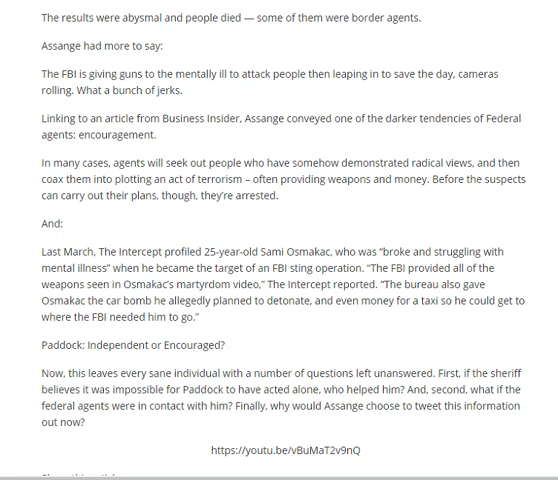 The results were abysmal and people died — some of them were border agents.
Assange had more to say:
The FBI is giving guns to the mentally ill to attack people then leaping in to save the day, cameras
rolling. What a bunch of jerks.
Linking to an article from Business Insider, Assange conveyed one of the darker tendencies of Federal
agents: encouragement.
In many cases, agents will seek out people who have somehow demonstrated radical views, and then
coax them into plotting an act of terrorism – often providing weapons and money. Before the suspects
can carry out their plans, though, they’re arrested.
And:
Last March, The Intercept profiled 25-year-old Sami Osmakac, who was “broke and struggling with
mental illness” when he became the target of an FBI sting operation. “The FBI provided all of the
weapons seen in Osmakac’s martyrdom video,” The Intercept reported. “The bureau also gave
Osmakac the car bomb he allegedly planned to detonate, and even money for a taxi so he could get to
where the FBI needed him to go.”
Paddock: Independent or Encouraged?
Now, this leaves every sane individual with a number of questions left unanswered. First, if the sheriff
believes it was impossible for Paddock to have acted alone, who helped him? And, second, what if the
federal agents were in contact with him? Finally, why would Assange choose to tweet this information
out now?
https://youtu.be/vBuMaT2v9nQ